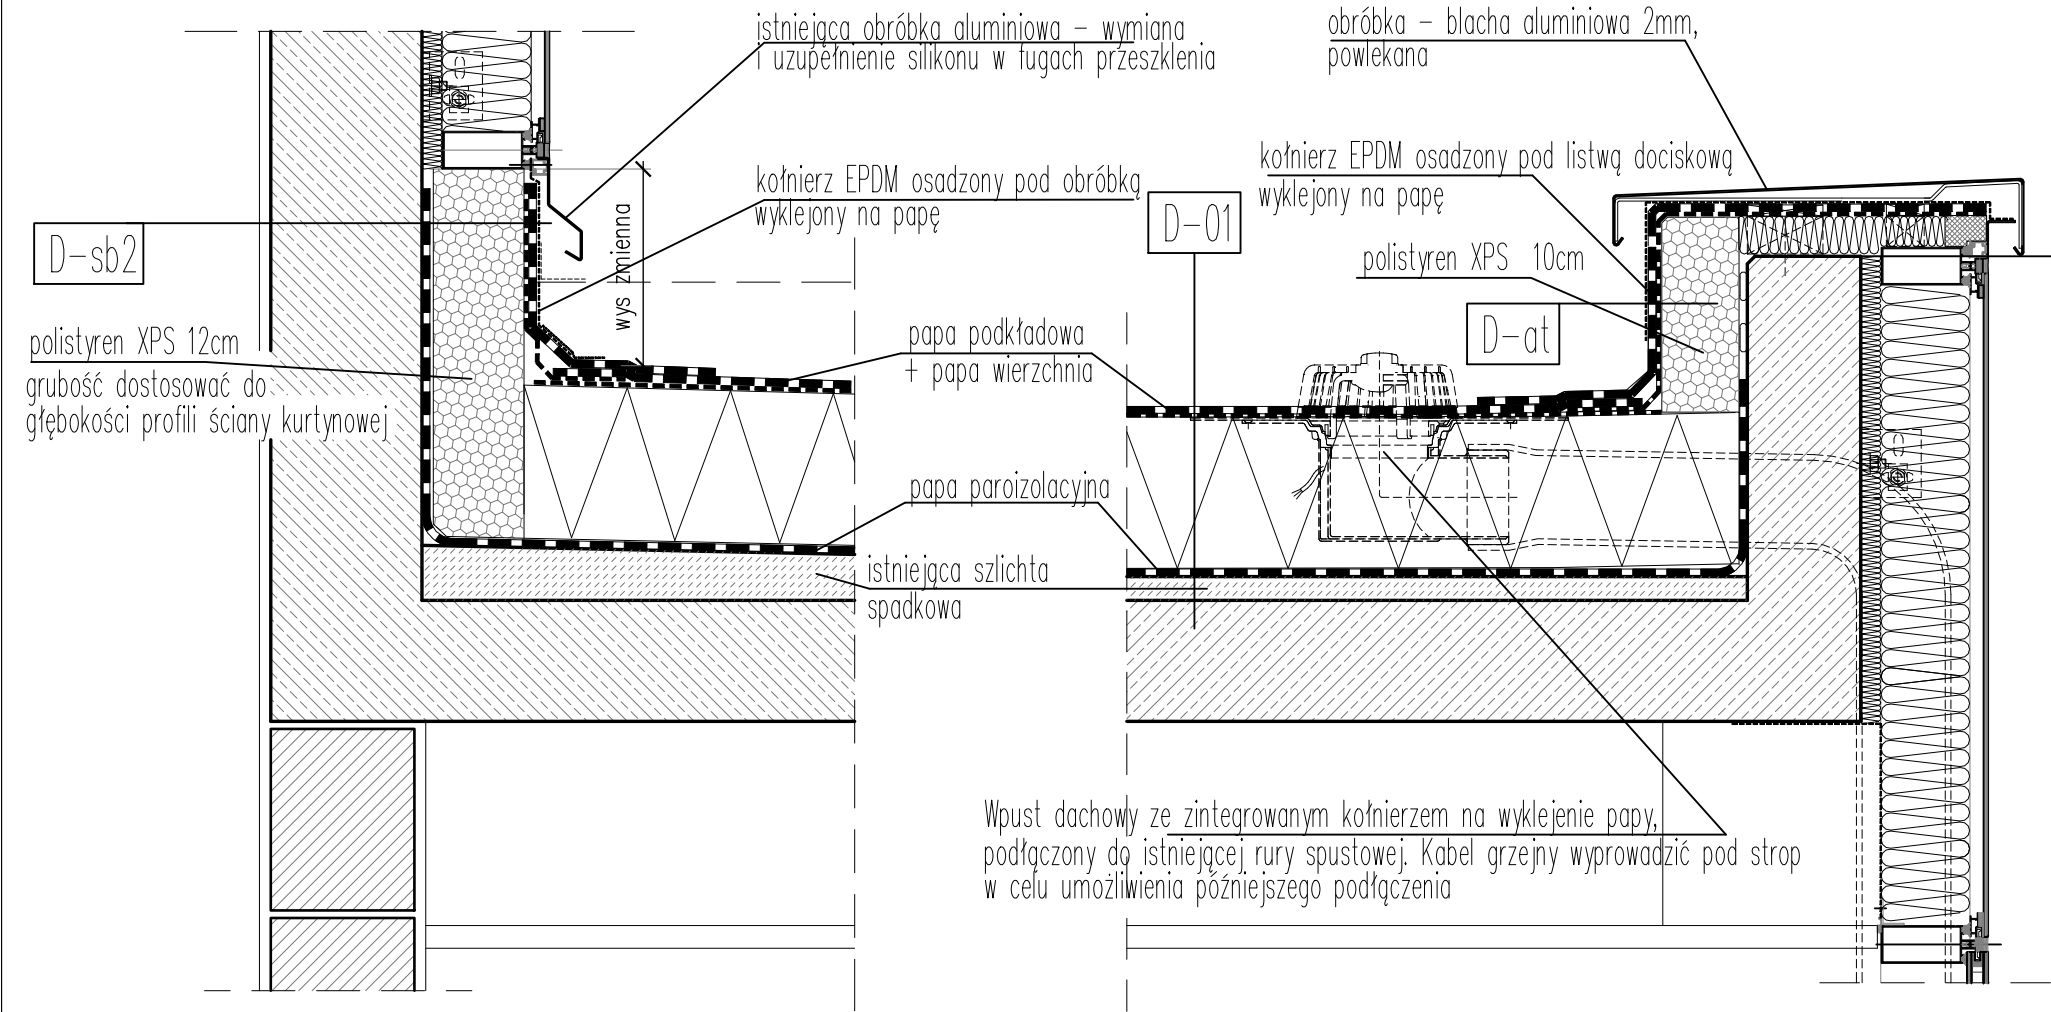 istniejąca obróbka aluminiowa – wymiana
i uzupełnienie silikonu w fugach przeszklenia
obróbka – blacha aluminiowa 2mm,
powlekana
kołnierz EPDM osadzony pod obróbką
wyklejony na papę
kołnierz EPDM osadzony pod listwą dociskową
wyklejony na papę
D-sb2
D-01
wys zmienna
polistyren XPS 10cm
D-at
polistyren XPS 12cm
grubość dostosować do
głębokości profili ściany kurtynowej
papa podkładowa
+ papa wierzchnia
papa paroizolacyjna
istniejąca szlichta
spadkowa
Wpust dachowy ze zintegrowanym kołnierzem na wyklejenie papy,
podłączony do istniejącej rury spustowej. Kabel grzejny wyprowadzić pod strop
w celu umożliwienia późniejszego podłączenia